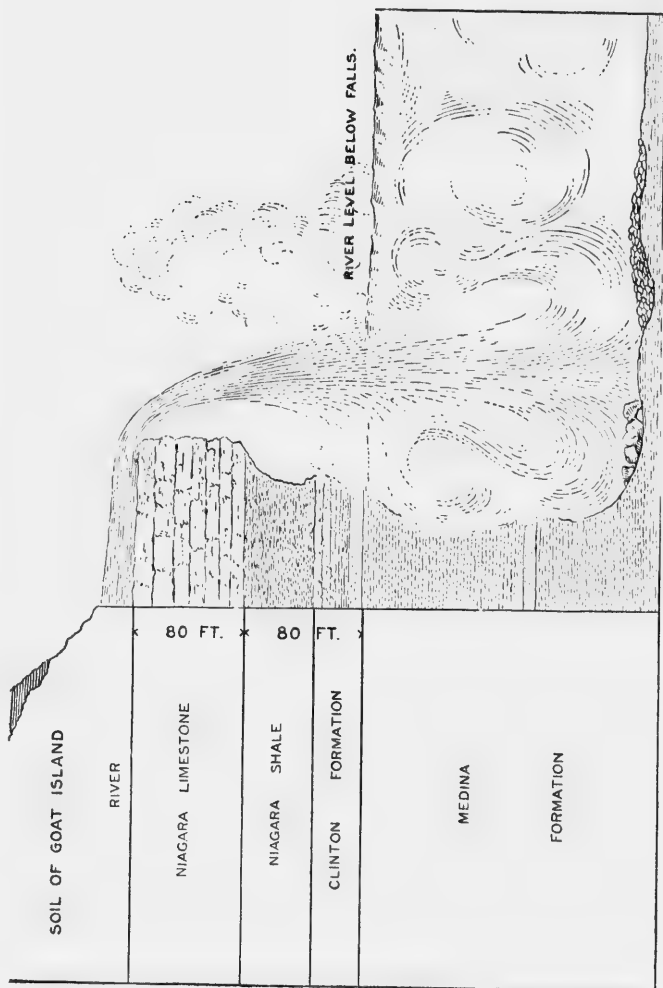 SOIL OF GOAT ISLAND
RIVER
NIAGARA LIMESTONE
80 FT.
NIAGARA SHALE
80 FT.
CLINTON FORMATION
MEDINA
FORMATION
RIVER LEVEL BELOW FALLS.